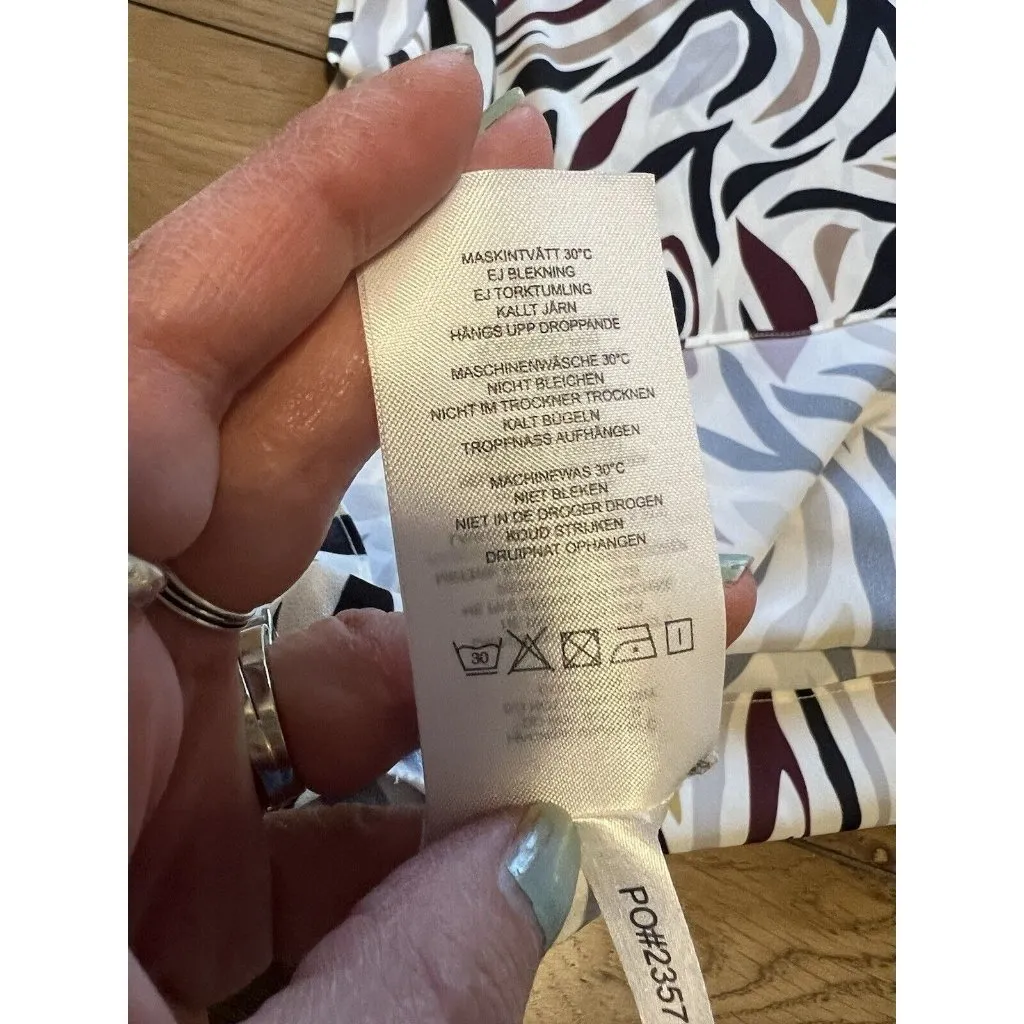 MASKINTVÄTT 30°C
EJ BLEKNING
EJ TORKTUMLING
KALLT JÄRN
HÄNGS UPP DROPPANDE
MASCHINENWÄSCHE 30°C
NICHT BLEICHEN
NICHT IM TROCKNER TROCKNEN
KALT BÜGELN
TROPFNASS AUFHÄNGEN
MACHINEWAS 30°C
NIET BLEKEN
NIET IN DE DROGER DROGEN
KOUD STRIJKEN
DRUIPNAT OPHANGEN
30
PO#2357